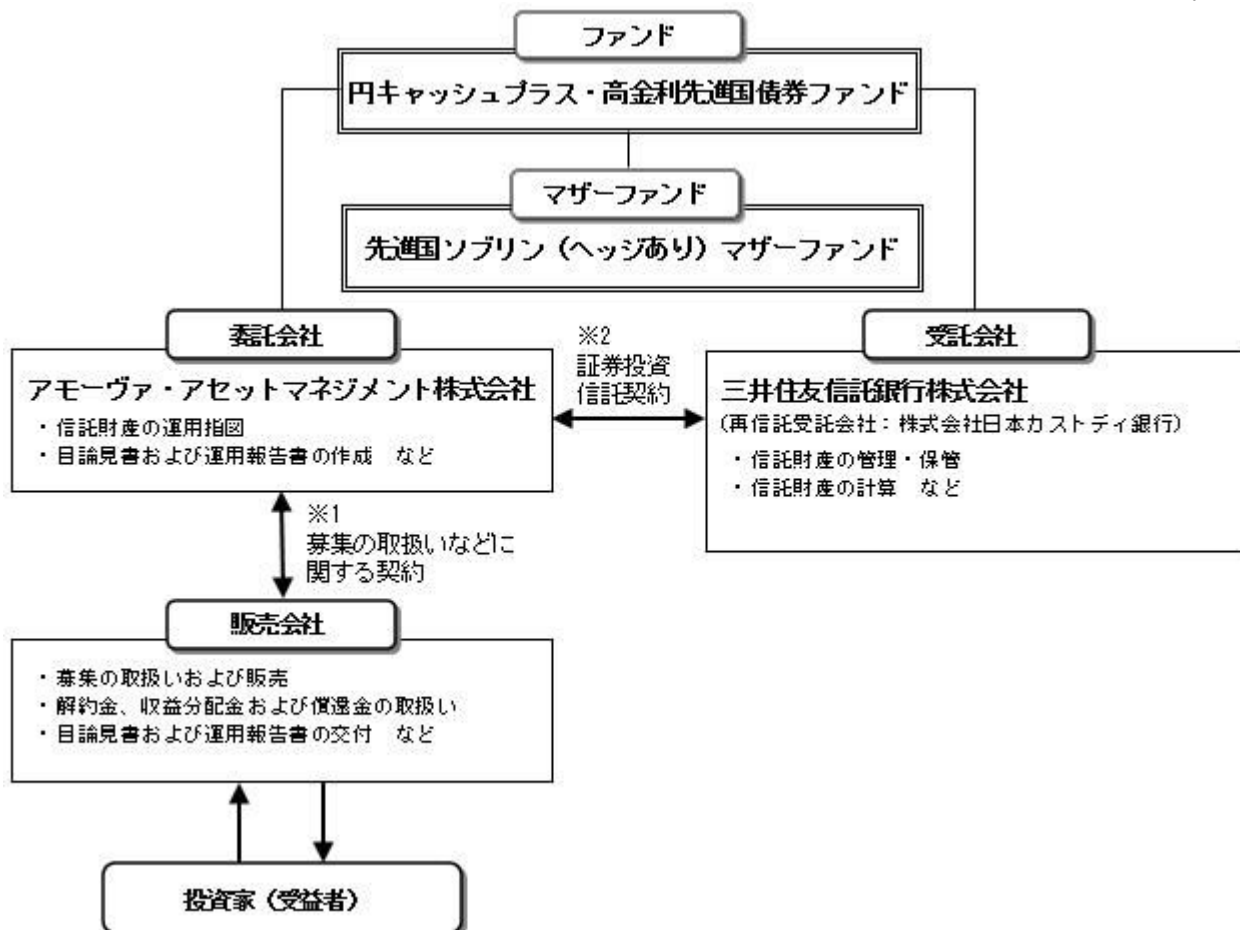 ファンド
円キャッシュプラス・高金利先進国債券ファンド
マザーファンド
先進国ソブリン（ヘッジあり）マザーファンド
委託会社
アモーヴァ・アセットマネジメント株式会社
・信託財産の運用指図
・目論見書および運用報告書の作成　など
※2
証券投資
信託契約
受託会社
三井住友信託銀行株式会社
(再信託受託会社：株式会社日本カストディ銀行)
・信託財産の管理・保管
・信託財産の計算　など
※1
募集の取扱いなどに
関する契約
販売会社
・募集の取扱いおよび販売
・解約金、収益分配金および償還金の取扱い
・目論見書および運用報告書の交付　など
投資家（受益者）